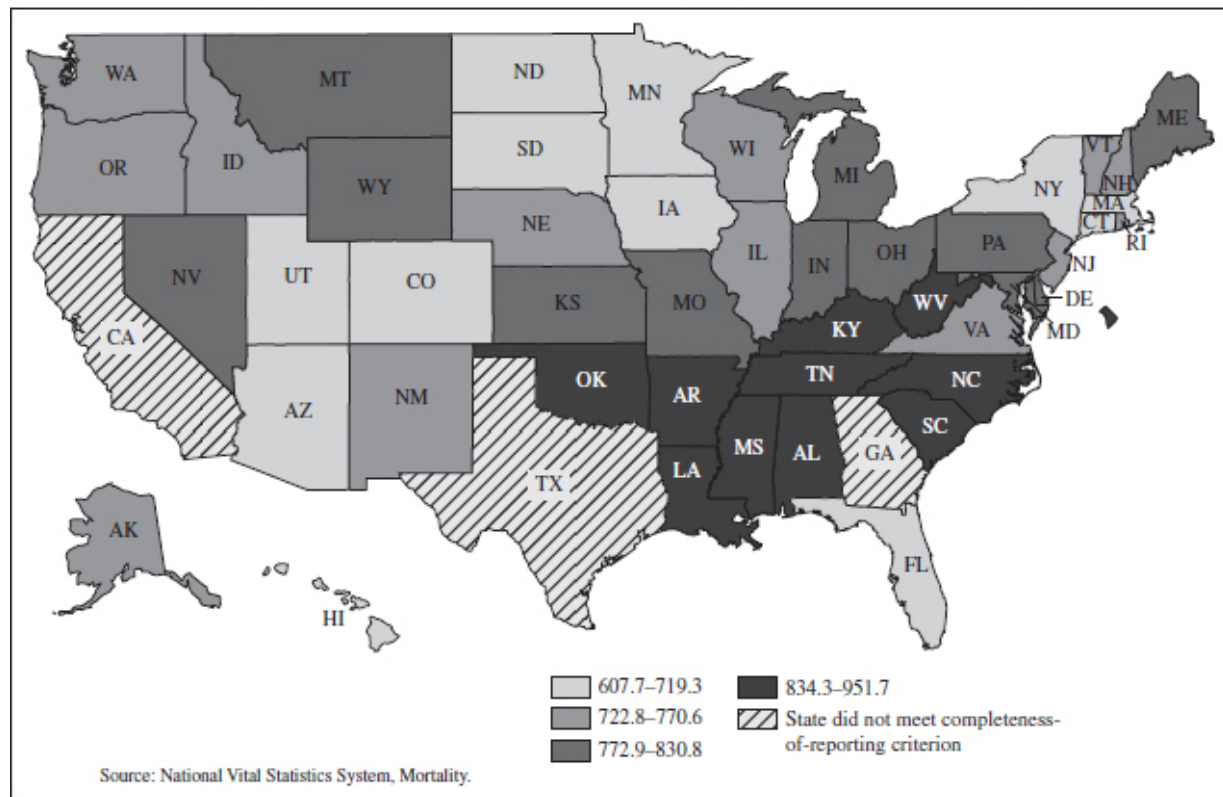 WA
MT
ND
MN
ME
VT
OR
ID
SD
WI
NH
WY
MI
NY
MA
IA
CT
RI
NE
PA
NV
UT
CO
IL
IN
OH
NJ
KS
MO
WV
DE
VA
MD
CA
KY
AZ
NM
OK
AR
TN
NC
SC
MS
AL
GA
LA
TX
AK
FL
HI
607.7–719.3
722.8–770.6
772.9–830.8
834.3–951.7
State did not meet completeness-
of-reporting criterion
Source: National Vital Statistics System, Mortality.